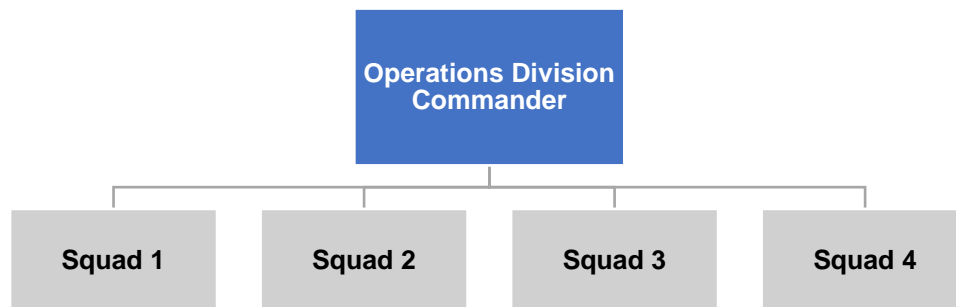 Operations Division
Commander
Squad 1
Squad 2
Squad 3
Squad 4